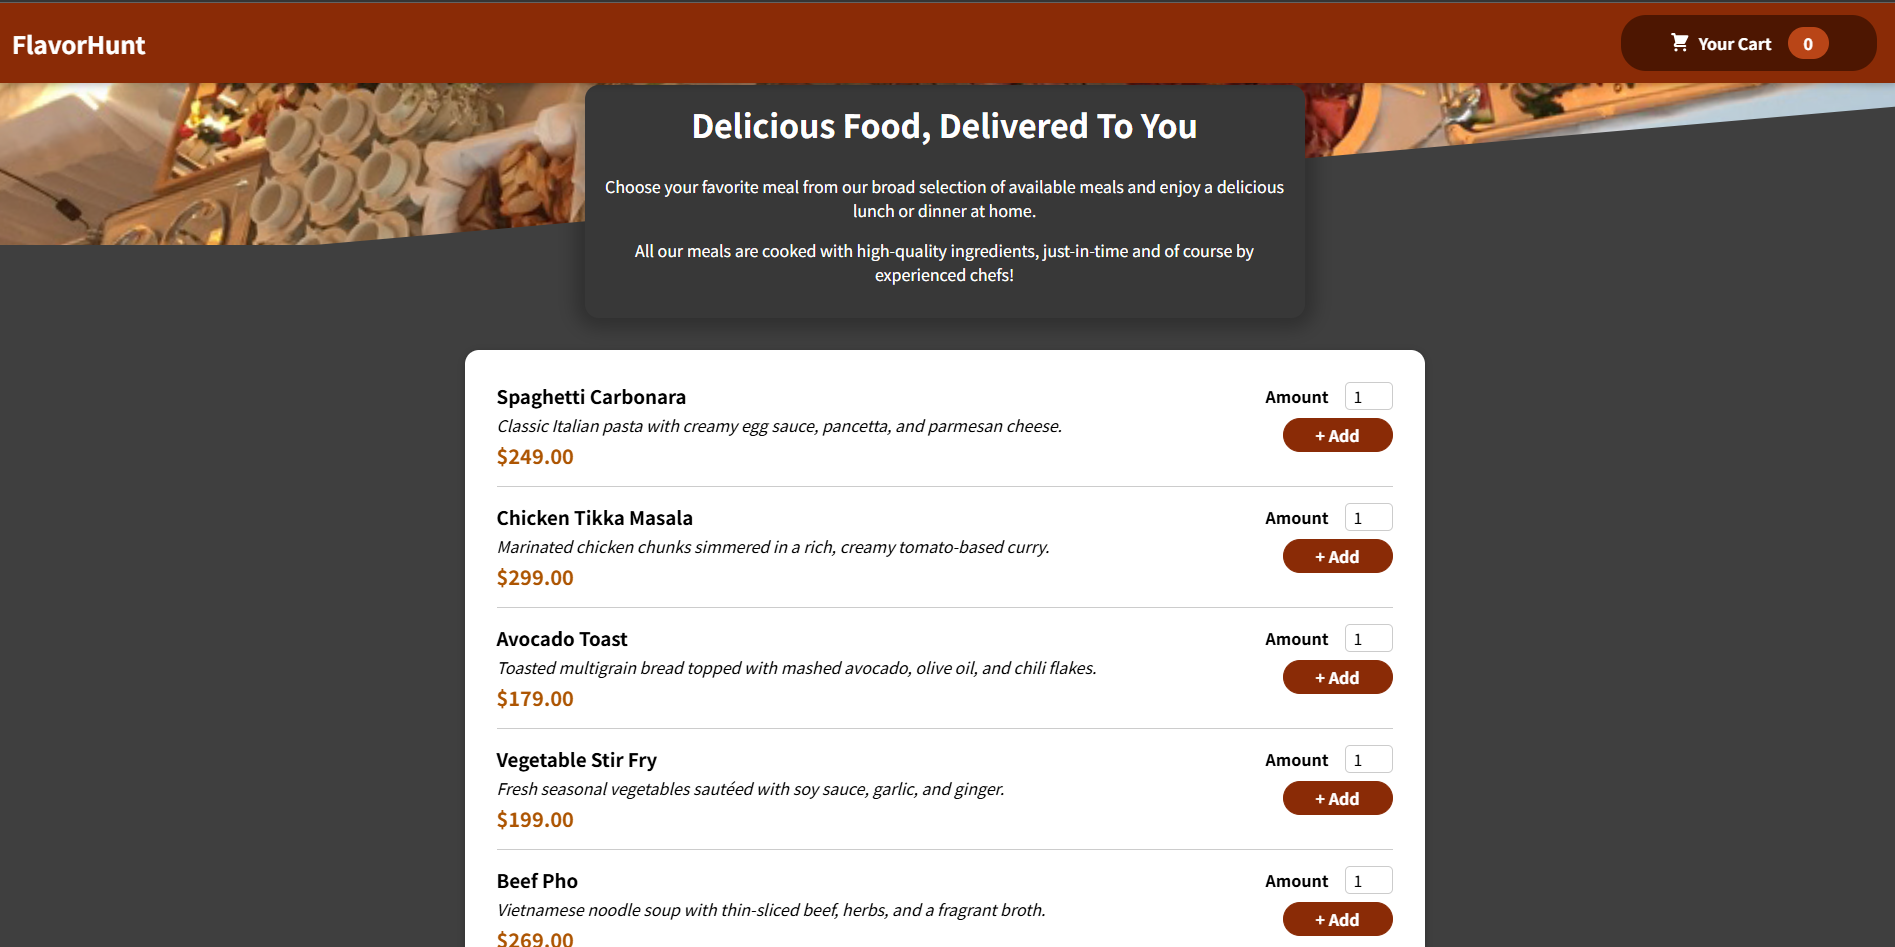 FlavorHunt
Your Cart 0
Delicious Food, Delivered To You
Choose your favorite meal from our broad selection of available meals and enjoy a delicious
lunch or dinner at home.
All our meals are cooked with high-quality ingredients, just-in-time and of course by
experienced chefs!
Spaghetti Carbonara
Amount 1
Classic Italian pasta with creamy egg sauce, pancetta, and parmesan cheese.
+ Add
$249.00
Chicken Tikka Masala
Amount 1
Marinated chicken chunks simmered in a rich, creamy tomato-based curry.
+ Add
$299.00
Avocado Toast
Amount 1
Toasted multigrain bread topped with mashed avocado, olive oil, and chili flakes.
+ Add
$179.00
Vegetable Stir Fry
Amount 1
Fresh seasonal vegetables sautéed with soy sauce, garlic, and ginger.
+ Add
$199.00
Beef Pho
Amount 1
Vietnamese noodle soup with thin-sliced beef, herbs, and a fragrant broth.
+ Add
$269.00